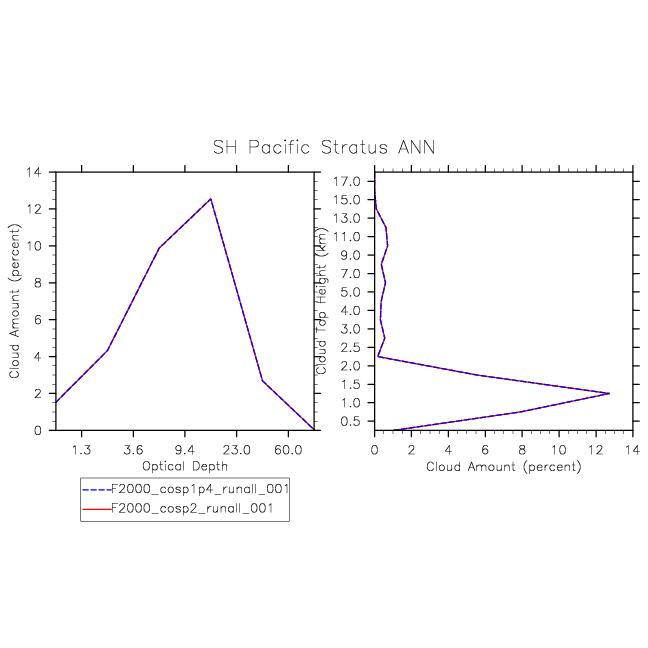 SH Pacific Stratus ANN
Cloud Amount (percent)
14
12
10
8
6
4
2
0
1.3 3.6 9.4 23.0 60.0
Optical Depth
Cloud Top Height (km)
17.0
15.0
13.0
11.0
9.0
7.0
5.0
4.0
3.0
2.5
2.0
1.5
1.0
0.5
0 2 4 6 8 10 12 14
Cloud Amount (percent)
F2000_cosp1p4_runall_001
F2000_cosp2_runall_001